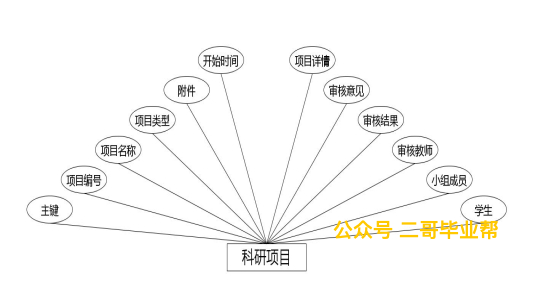 开始时间
项目详情
附件
审核意见
项目类型
审核结果
项目名称
审核教师
项目编号
小组成员
主键
学生
公众号 二哥毕业帮
科研项目